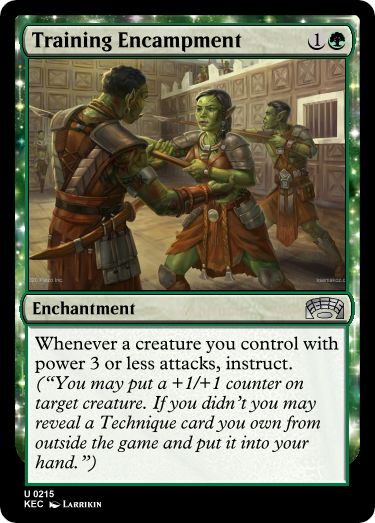 Training Encampment 1
Enchantment
Whenever a creature you control with
power 3 or less attacks, instruct.
(“You may put a +1/+1 counter on
target creature. If you didn’t you may
reveal a Technique card you own from
outside the game and put it into your
hand.”)
U 0215
KEC Larrikin